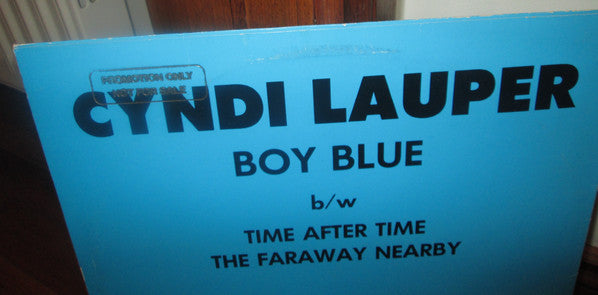 PROMOTION ONLY
NOT FOR SALE
CYNDI LAUPER
BOY BLUE
b/w
TIME AFTER TIME
THE FARAWAY NEARBY